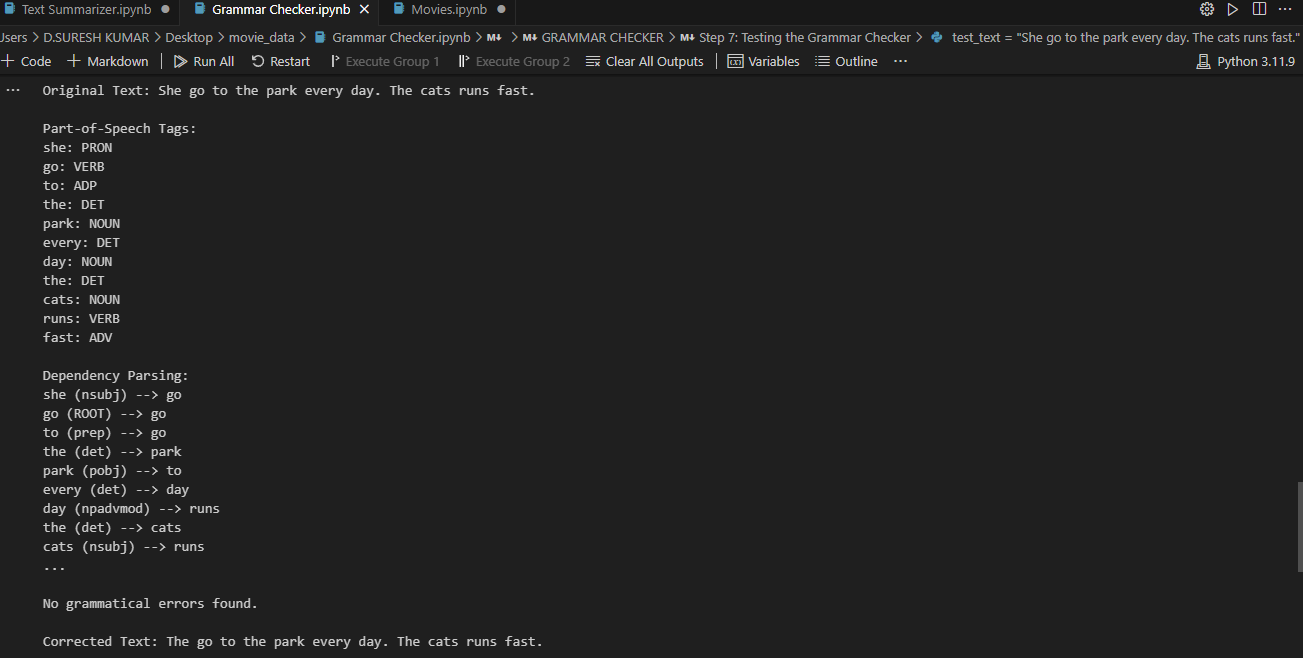 Text Summarizer.ipynb ● Grammar Checker.ipynb × Movies.ipynb ● ...
Jsers > D.SURESH KUMAR > Desktop > movie_data > Grammar Checker.ipynb > M↓ > M↓ GRAMMAR CHECKER > M↓ Step 7: Testing the Grammar Checker > test_text = "She go to the park every day. The cats runs fast."
+ Code + Markdown | Run All Restart Execute Group 1 Execute Group 2 Clear All Outputs | Variables Outline ... Python 3.11.9
... Original Text: She go to the park every day. The cats runs fast.
Part-of-Speech Tags:
she: PRON
go: VERB
to: ADP
the: DET
park: NOUN
every: DET
day: NOUN
the: DET
cats: NOUN
runs: VERB
fast: ADV
Dependency Parsing:
she (nsubj) --> go
go (ROOT) --> go
to (prep) --> go
the (det) --> park
park (pobj) --> to
every (det) --> day
day (npadvmod) --> runs
the (det) --> cats
cats (nsubj) --> runs
...
No grammatical errors found.
Corrected Text: The go to the park every day. The cats runs fast.